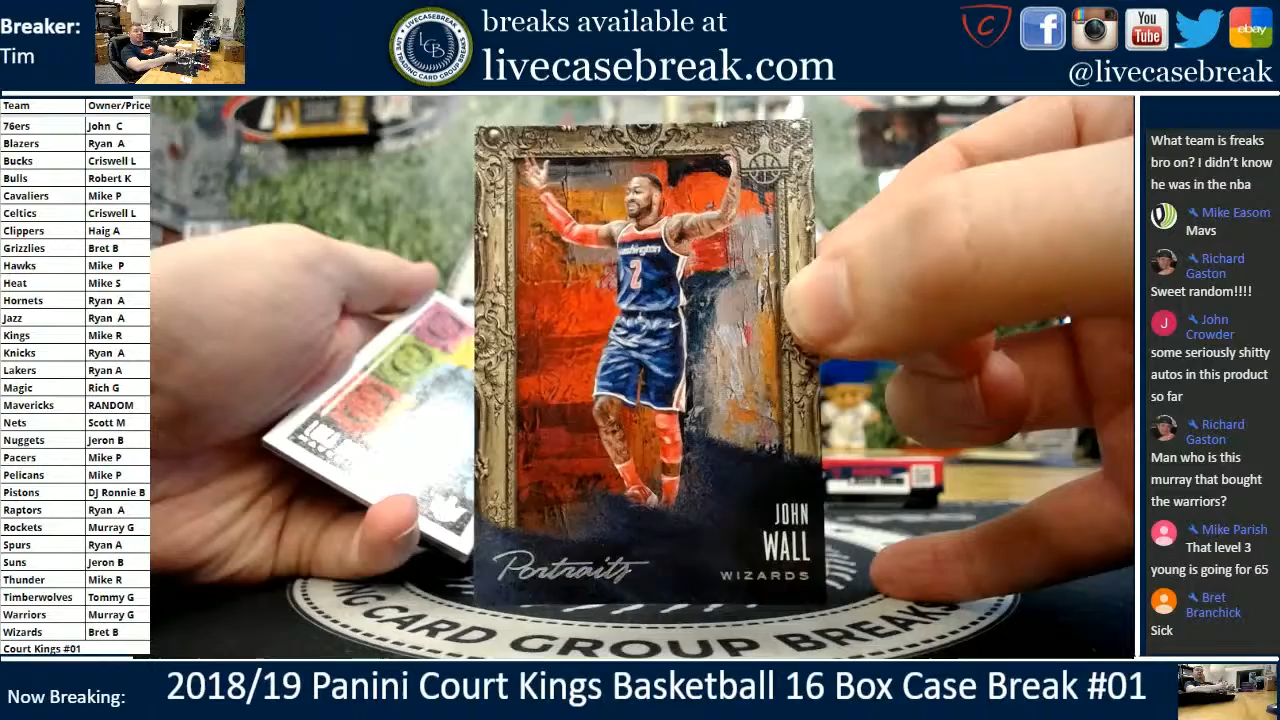 Breaker:
Tim
LCB
breaks available at
livecasebreak.com
You
Tube
ebay
@livecasebreak
Team Owner/Price
76ers John C
Blazers Ryan A
Bucks Criswell L
Bulls Robert K
Cavaliers Mike P
Celtics Criswell L
Clippers Haig A
Grizzlies Bret B
Hawks Mike P
Heat Mike S
Hornets Ryan A
Jazz Ryan A
Kings Mike R
Knicks Ryan A
Lakers Ryan A
Magic Rich G
Mavericks RANDOM
Nets Scott M
Nuggets Jeron B
Pacers Mike P
Pelicans Mike P
Pistons DJ Ronnie B
Raptors Ryan A
Rockets Murray G
Spurs Ryan A
Suns Jeron B
Thunder Mike R
Timberwolves Tommy G
Warriors Murray G
Wizards Bret B
Court Kings #01
Washington
2
JOHN
WALL
WIZARDS
Portraits
CARD GROUP BREAKS
What team is freaks
bro on? I didn't know
he was in the nba
Mike Easom
Mavs
Richard
Gaston
Sweet random!!!!
J
John
Crowder
some seriously shitty
autos in this product
so far
Richard
Gaston
Man who is this
murray that bought
the warriors?
Mike Parish
That level 3
young is going for 65
Bret
Branchick
Sick
Now Breaking:
2018/19 Panini Court Kings Basketball 16 Box Case Break #01